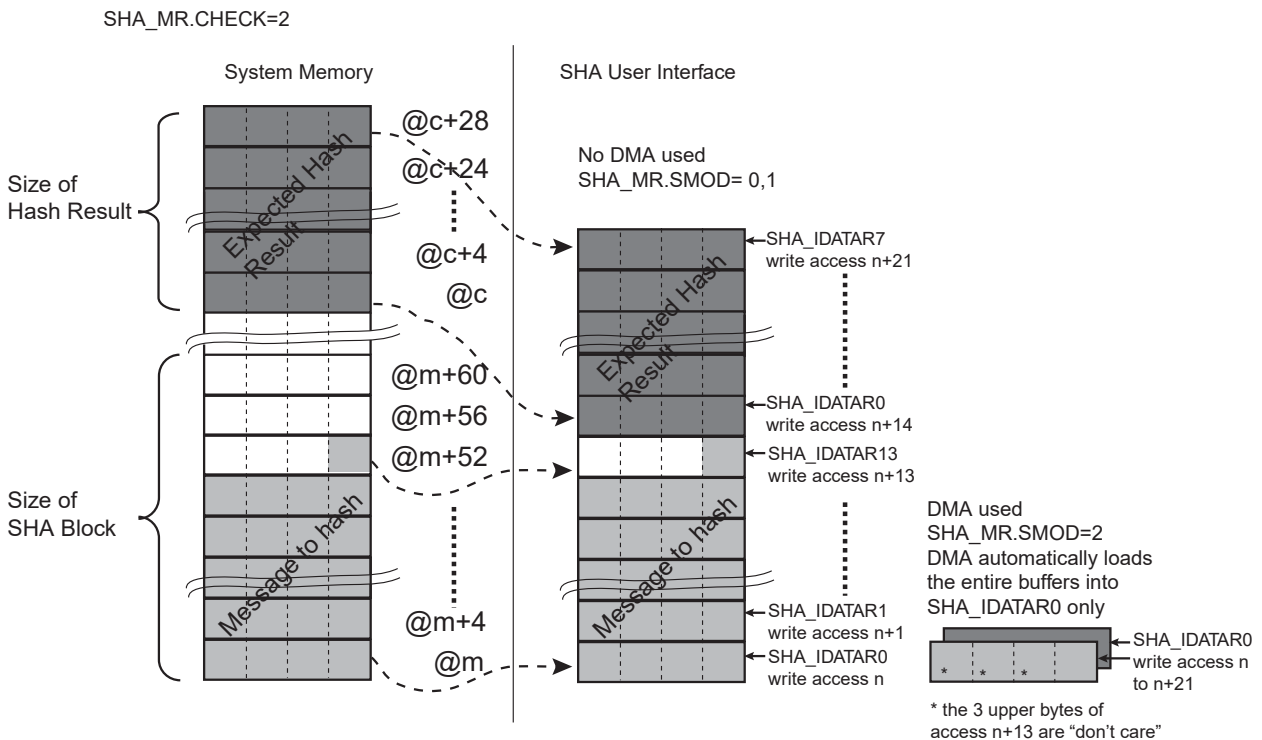 SHA_MR.CHECK=2
System Memory
SHA User Interface
Size of
Hash Result
Expected Hash
Result
@c+28
@c+24
@c+4
@c
No DMA used
SHA_MR.SMOD= 0,1
Expected Hash
Result
SHA_IDATAR7
write access n+21
SHA_IDATAR0
write access n+14
SHA_IDATAR13
write access n+13
Size of
SHA Block
@m+60
@m+56
@m+52
@m+4
@m
Message to hash
Message to hash
SHA_IDATAR1
write access n+1
SHA_IDATAR0
write access n
DMA used
SHA_MR.SMOD=2
DMA automatically loads
the entire buffers into
SHA_IDATAR0 only
* * *
SHA_IDATAR0
write access n
to n+21
* the 3 upper bytes of
access n+13 are “don’t care”